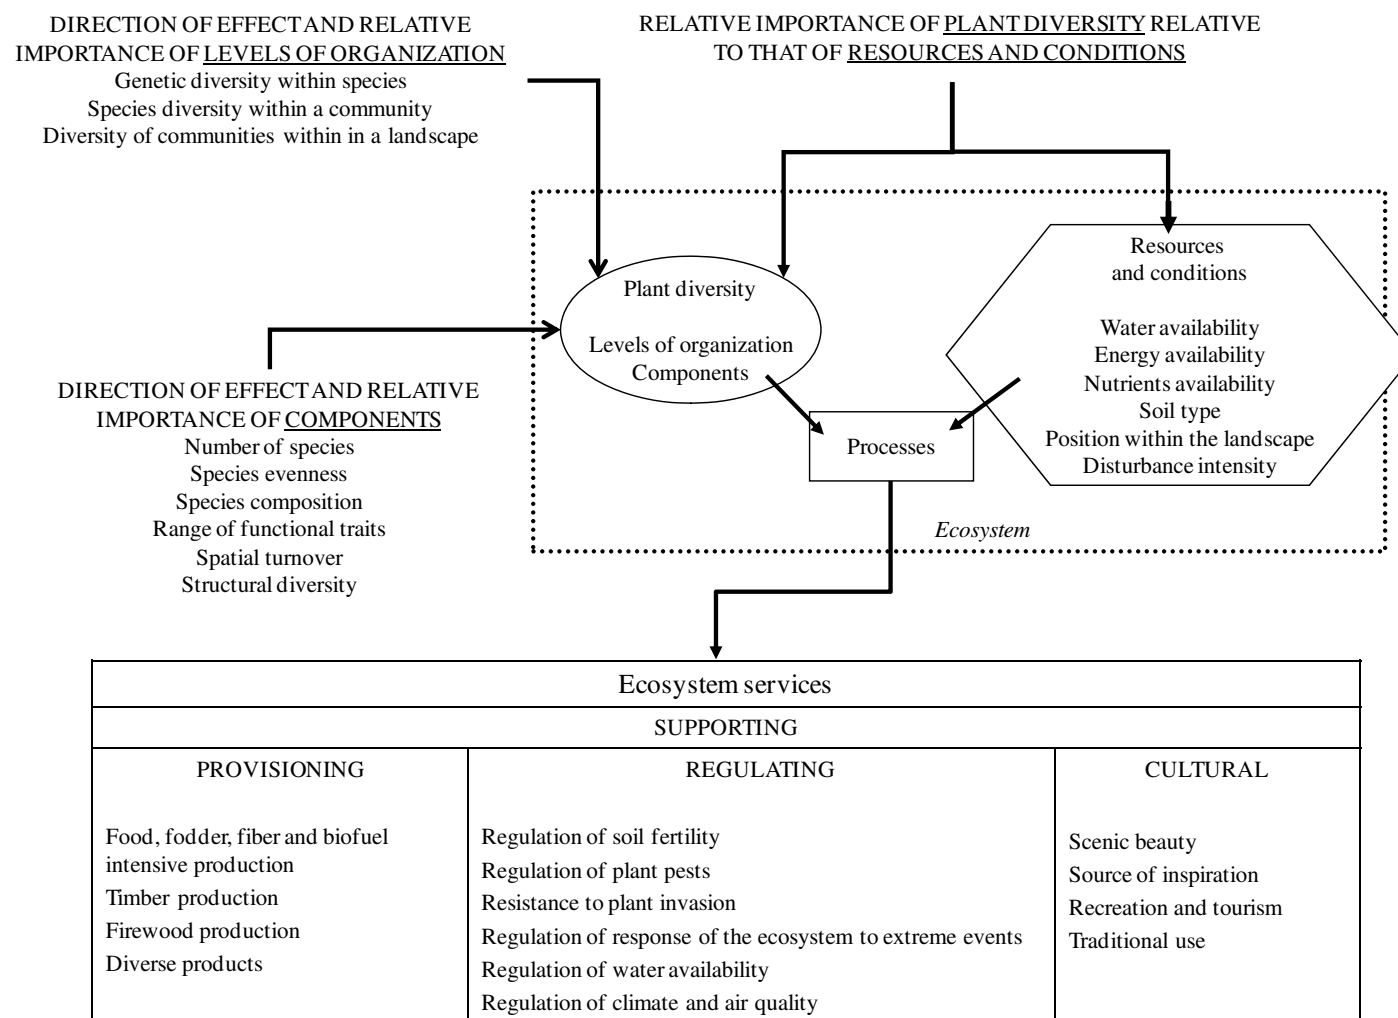 DIRECTION OF EFFECT AND RELATIVE
IMPORTANCE OF LEVELS OF ORGANIZATION
Genetic diversity within species
Species diversity within a community
Diversity of communities within in a landscape
RELATIVE IMPORTANCE OF PLANT DIVERSITY RELATIVE
TO THAT OF RESOURCES AND CONDITIONS
Plant diversity
Levels of organization
Components
Resources
and conditions
Water availability
Energy availability
Nutrients availability
Soil type
Position within the landscape
Disturbance intensity
DIRECTION OF EFFECT AND RELATIVE
IMPORTANCE OF COMPONENTS
Number of species
Species evenness
Species composition
Range of functional traits
Spatial turnover
Structural diversity
Processes
Ecosystem
Ecosystem services
SUPPORTING
PROVISIONING
Food, fodder, fiber and biofuel
intensive production
Timber production
Firewood production
Diverse products
REGULATING
Regulation of soil fertility
Regulation of plant pests
Resistance to plant invasion
Regulation of response of the ecosystem to extreme events
Regulation of water availability
Regulation of climate and air quality
CULTURAL
Scenic beauty
Source of inspiration
Recreation and tourism
Traditional use